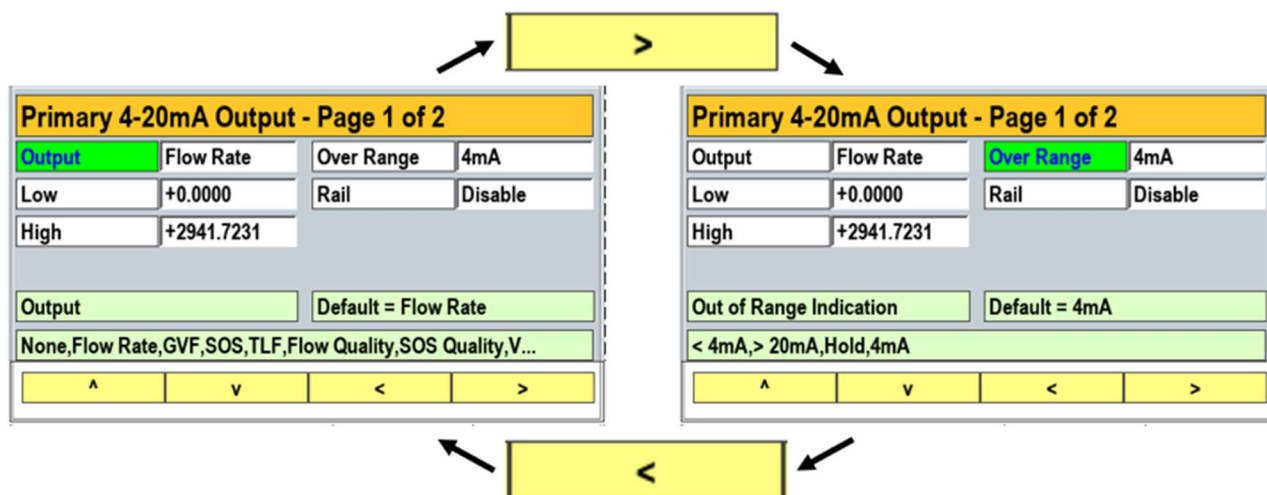 >
Primary 4-20mA Output - Page 1 of 2
Output Flow Rate Over Range 4mA
Low +0.0000 Rail Disable
High +2941.7231
Output Default = Flow Rate
None,Flow Rate,GVF,SOS,TLF,Flow Quality,SOS Quality,V...
^ v < >
Primary 4-20mA Output - Page 1 of 2
Output Flow Rate Over Range 4mA
Low +0.0000 Rail Disable
High +2941.7231
Out of Range Indication Default = 4mA
< 4mA,> 20mA,Hold,4mA
^ v < >
<